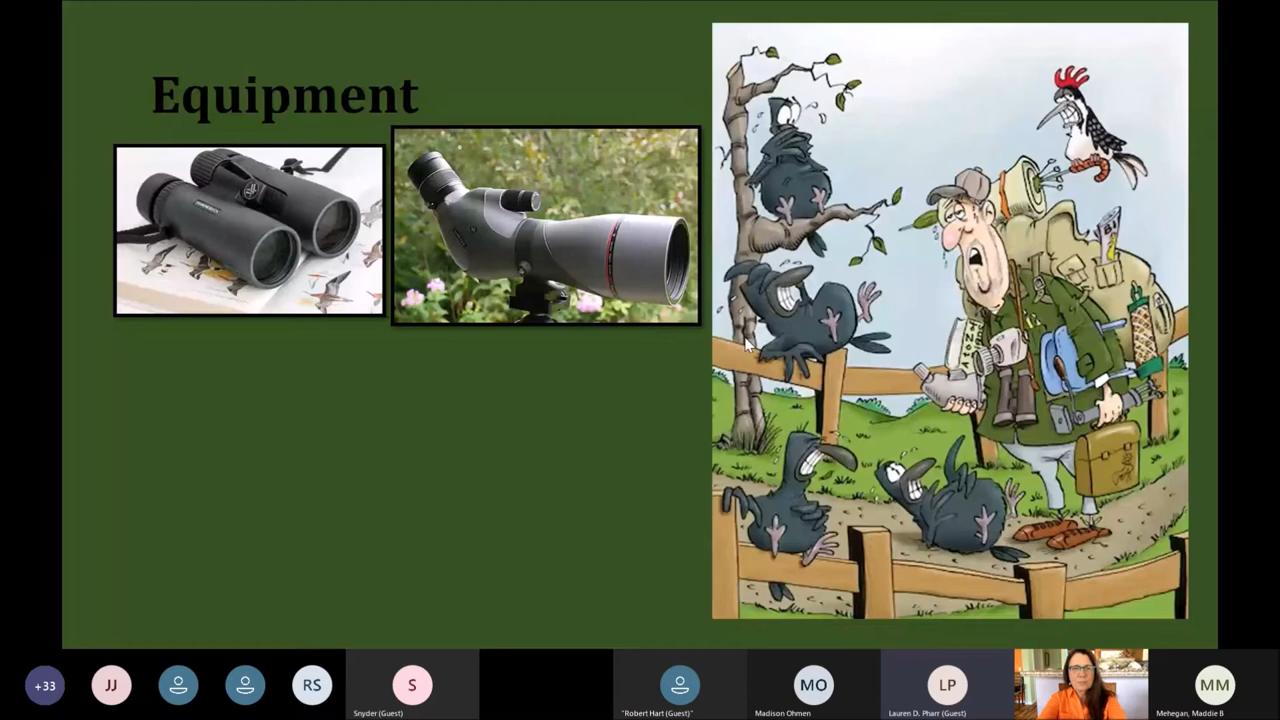 Equipment
+33
JJ
RS
S
Snyder (Guest)
"Robert Hart (Guest)"
MO
Madison Ohmen
LP
Lauren D. Pharr (Guest)
MM
Mehegan, Maddie B